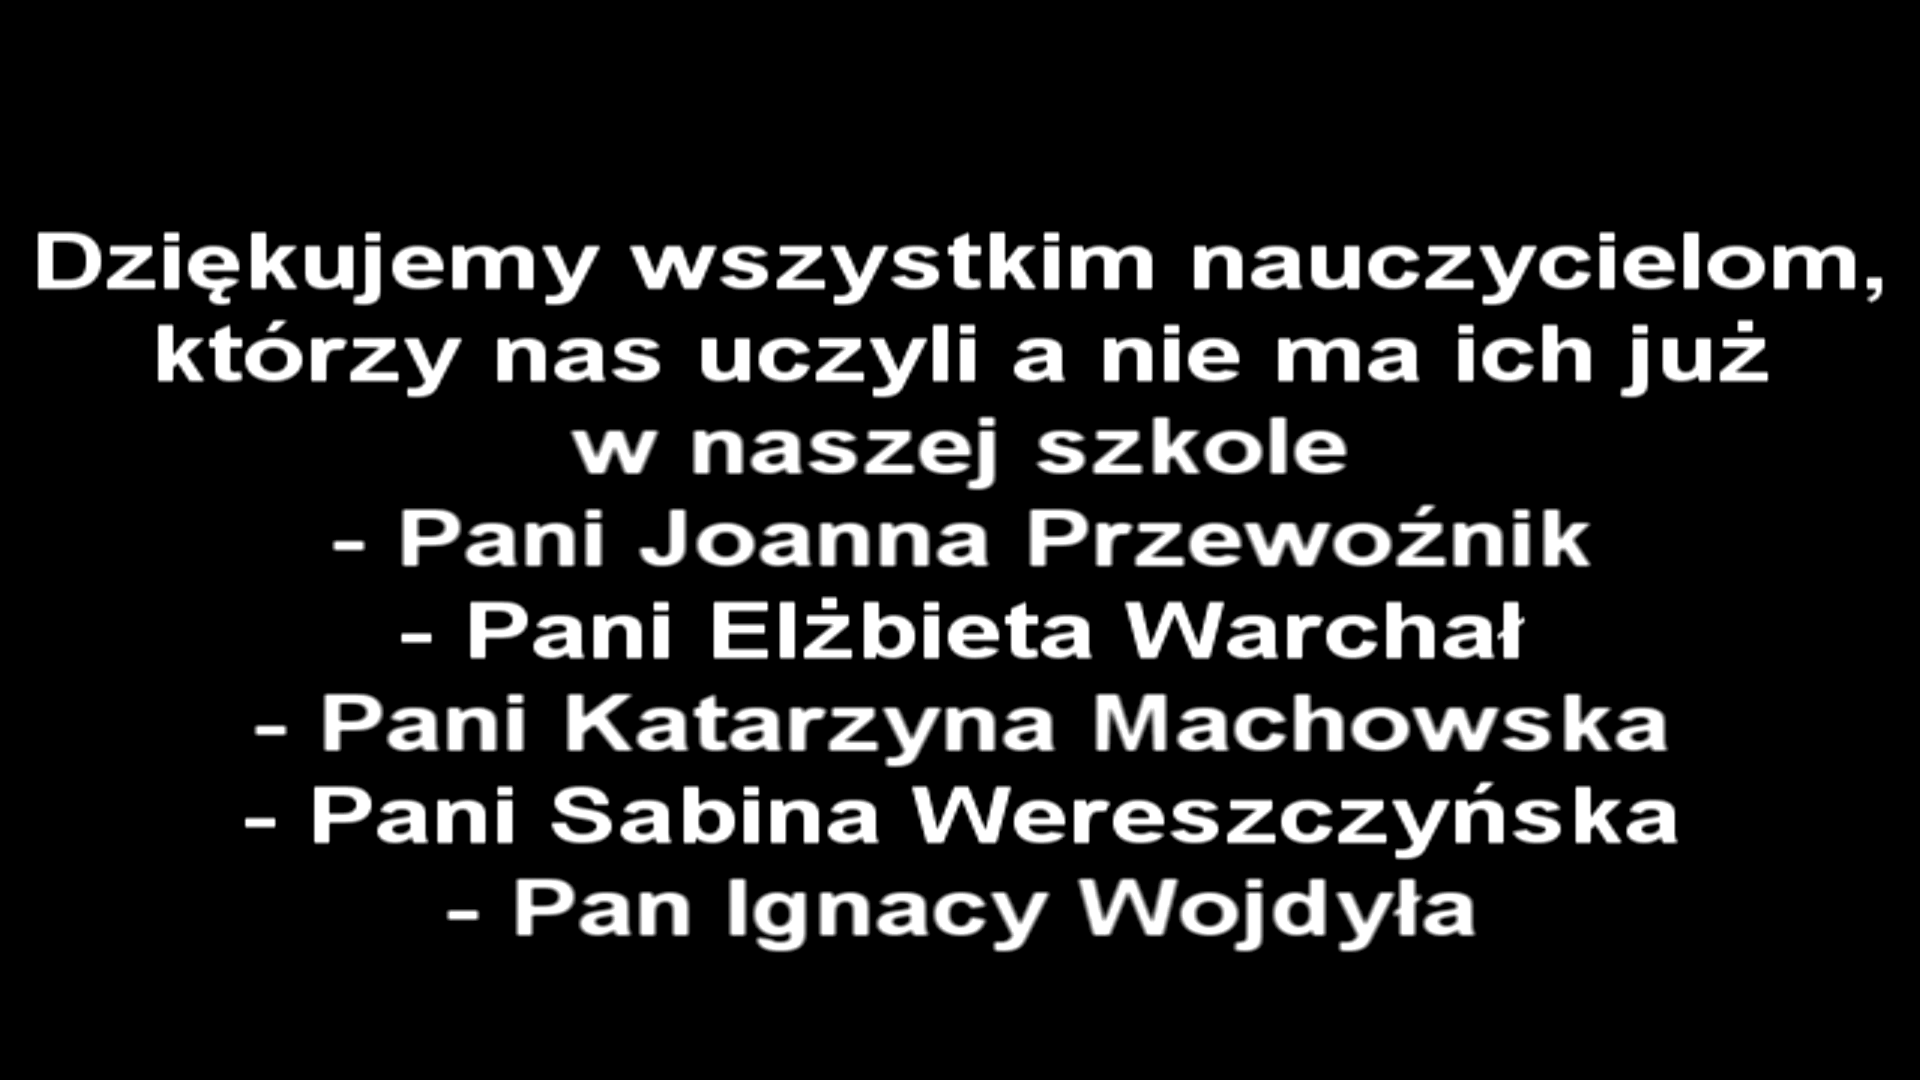 Dziękujemy wszystkim nauczycielom,
którzy nas uczyli a nie ma ich już
w naszej szkole
- Pani Joanna Przewoźnik
- Pani Elżbieta Warchał
- Pani Katarzyna Machowska
- Pani Sabina Wereszczyńska
- Pan Ignacy Wojdyła